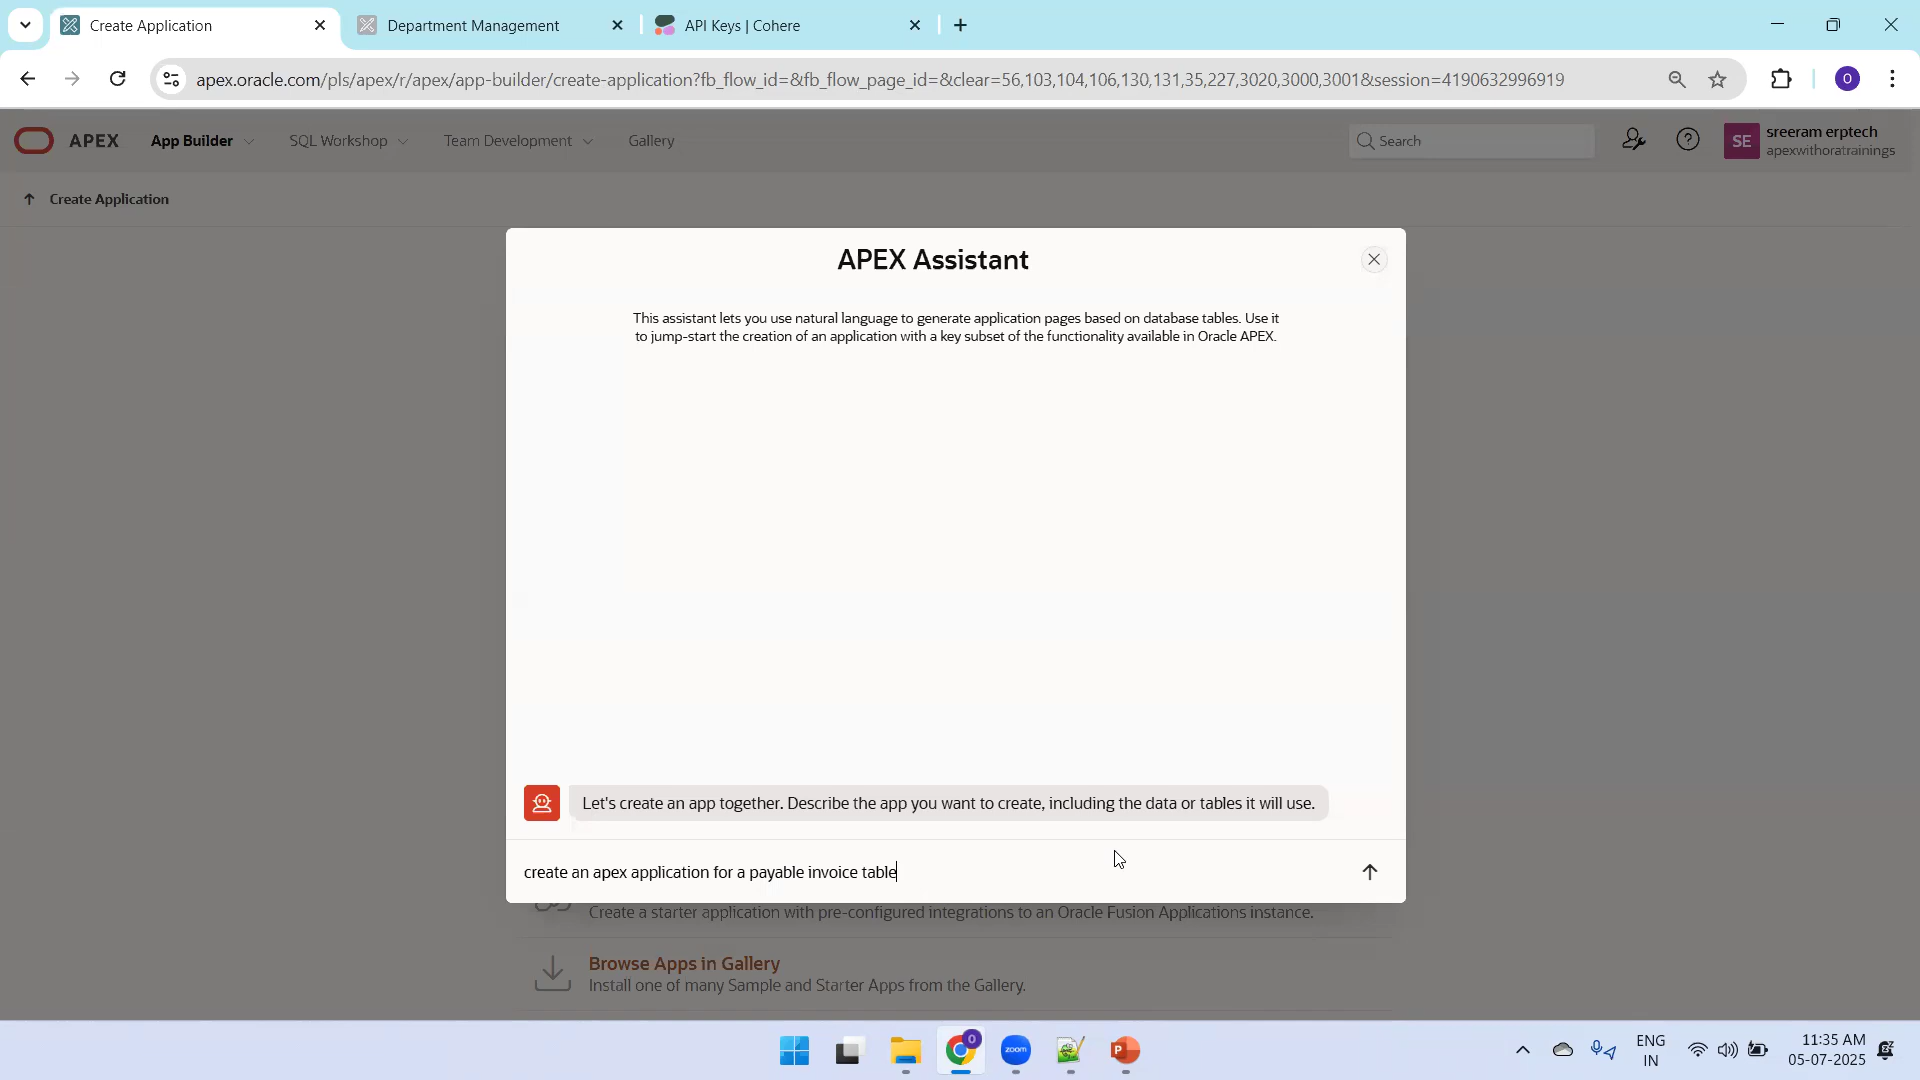 Create Application
Department Management
API Keys | Cohere
apex.oracle.com/pls/apex/r/apex/app-builder/create-application?fb_flow_id=&fb_flow_page_id=&clear=56,103,104,106,130,131,35,227,3020,3000,3001&session=4190632996919
O
APEX
App Builder
SQL Workshop
Team Development
Gallery
Search
SE
sreeram erptech
apexwithoratrainings
Create Application
APEX Assistant
This assistant lets you use natural language to generate application pages based on database tables. Use it
to jump-start the creation of an application with a key subset of the functionality available in Oracle APEX.
Let's create an app together. Describe the app you want to create, including the data or tables it will use.
create an apex application for a payable invoice table
Create a starter application with pre-configured integrations to an Oracle Fusion Applications instance.
Browse Apps in Gallery
Install one of many Sample and Starter Apps from the Gallery.
O
zoom
P
ENG
IN
11:35 AM
05-07-2025